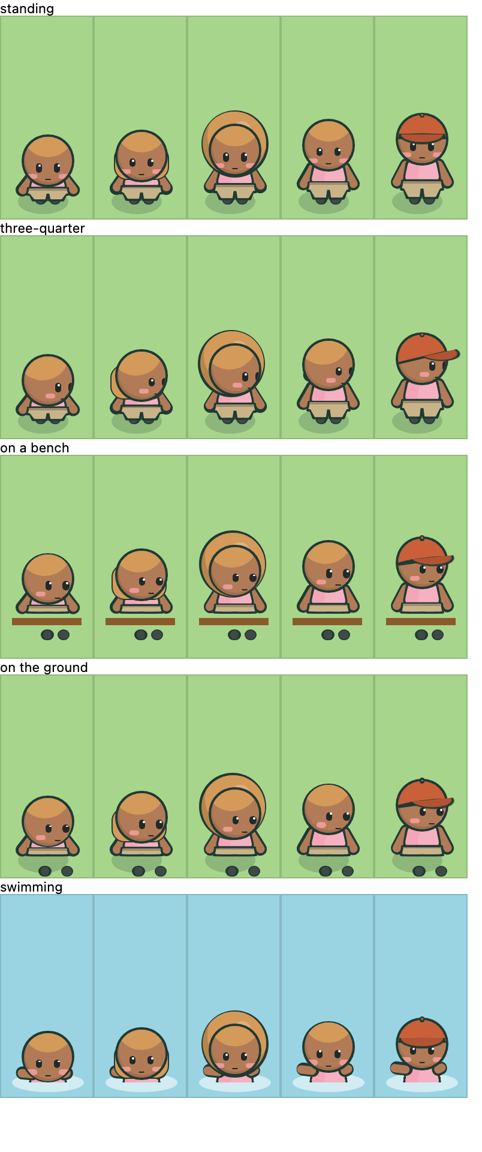 standing
three-quarter
on a bench
on the ground
swimming